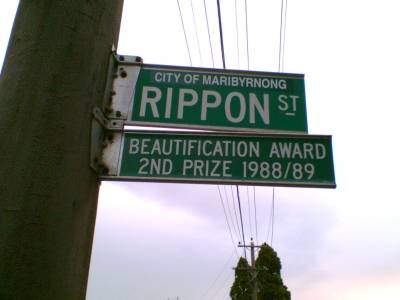 CITY OF MARIBYRNONG
RIPPON ST
BEAUTIFICATION AWARD
2ND PRIZE 1988/89